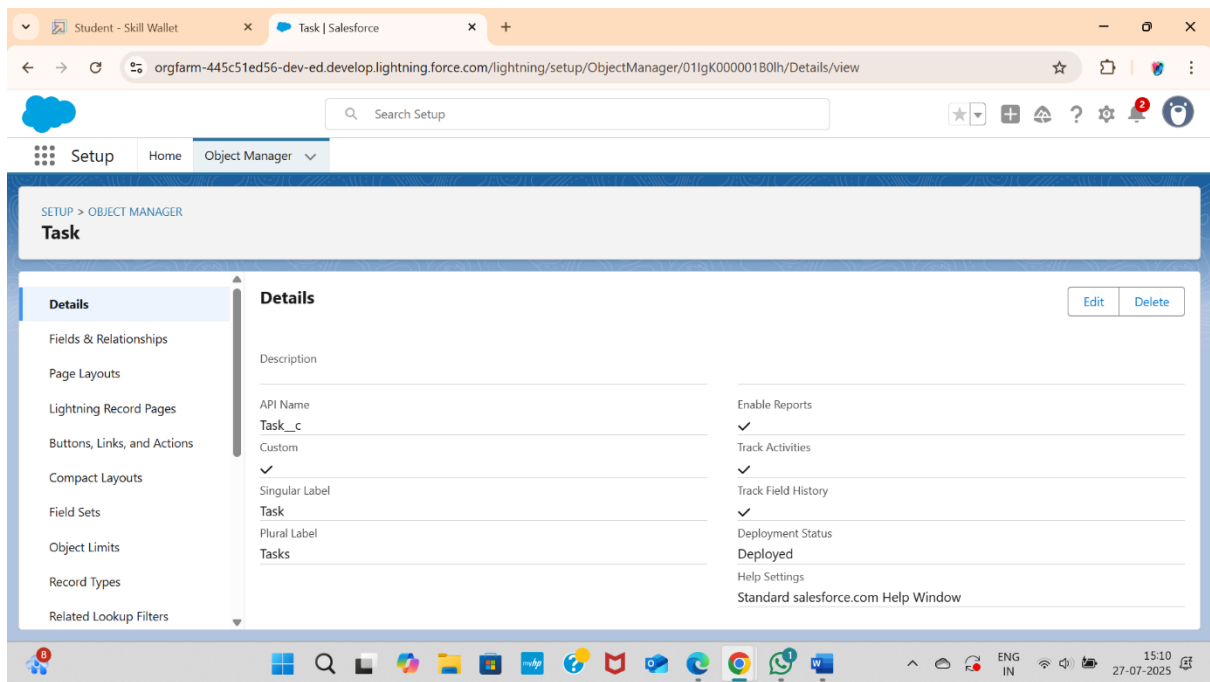 Student - Skill Wallet
Task | Salesforce
orgfarm-445c51ed56-dev-ed.develop.lightning.force.com/lightning/setup/ObjectManager/01IgK000001B0lh/Details/view
Search Setup
2
Setup Home Object Manager
SETUP > OBJECT MANAGER
Task
Details
Fields & Relationships
Page Layouts
Lightning Record Pages
Buttons, Links, and Actions
Compact Layouts
Field Sets
Object Limits
Record Types
Related Lookup Filters
Details
Edit Delete
Description
API Name
Task__c
Custom
Singular Label
Task
Plural Label
Tasks
Enable Reports
Track Activities
Track Field History
Deployment Status
Deployed
Help Settings
Standard salesforce.com Help Window
8
myhp
1
ENG
IN
15:10
27-07-2025